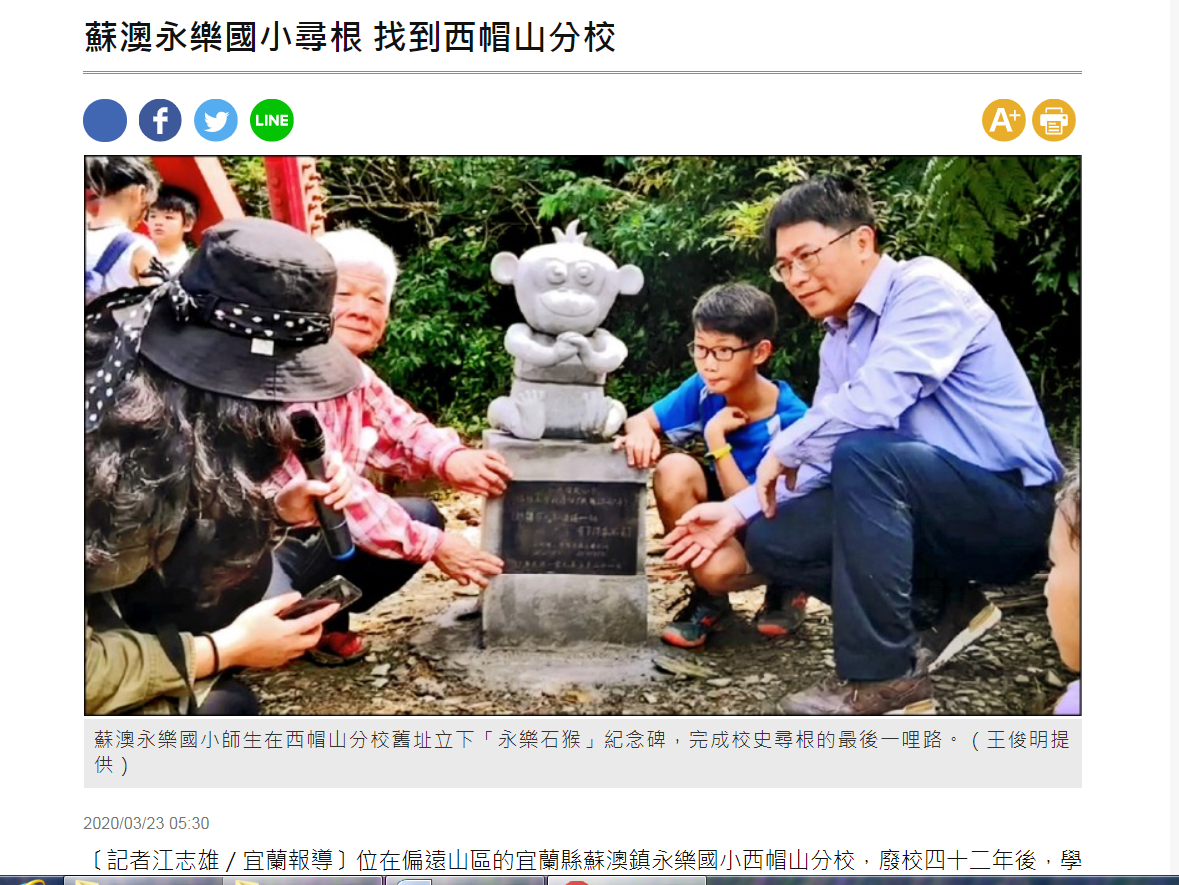 蘇澳永樂國小尋根 找到西帽山分校
LINE
A+
蘇澳永樂國小師生在西帽山分校舊址立下「永樂石猴」紀念碑，完成校史尋根的最後一哩路。（王俊明提
供）
2020/03/23 05:30
〔記者江志雄／宜蘭報導〕位在偏遠山區的宜蘭縣蘇澳鎮永樂國小西帽山分校，廢校四十二年後，學